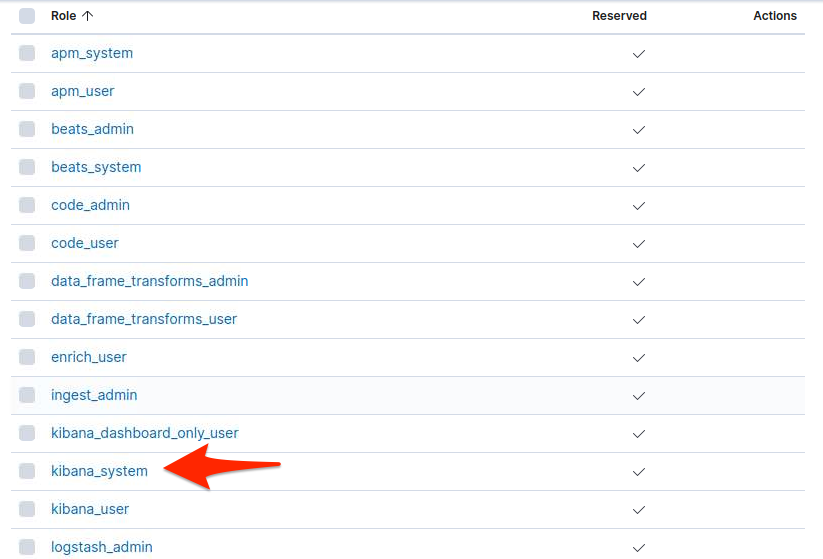 Role Reserved Actions
apm_system
apm_user
beats_admin
beats_system
code_admin
code_user
data_frame_transforms_admin
data_frame_transforms_user
enrich_user
ingest_admin
kibana_dashboard_only_user
kibana_system
kibana_user
logstash_admin